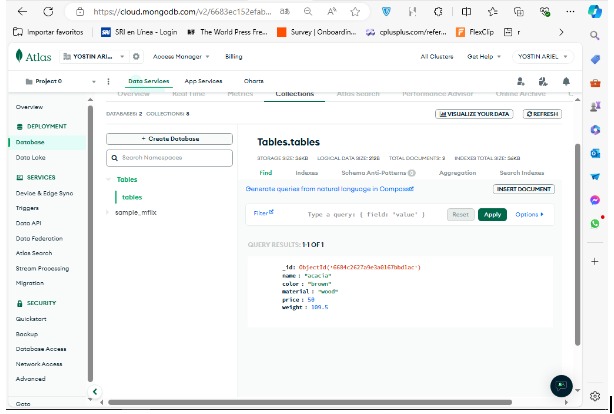 https://cloud.mongodb.com/v2/6683ec152efab...
Importar favoritos
SRI en Línea - Login
The World Press Fre...
Survey | Onboardin...
cplusplus.com/refer...
FlexClip
Atlas
YOSTIN ARI...
Access Manager
Billing
All Clusters
Get Help
YOSTIN ARIEL
Project 0
Data Services
App Services
Charts
Overview
DEPLOYMENT
Database
Data Lake
SERVICES
Device & Edge Sync
Triggers
Data API
Data Federation
Atlas Search
Stream Processing
Migration
SECURITY
Quickstart
Backup
Database Access
Network Access
Advanced
Goto
Overview
Real Time
Metrics
Collections
Atlas Search
Performance Advisor
Online Archive
DATABASES: 2 COLLECTIONS: 8
VISUALIZE YOUR DATA
REFRESH
+ Create Database
Search Namespaces
Tables
tables
sample_mflix
Tables.tables
STORAGE SIZE: 36KB LOGICAL DATA SIZE: 212B TOTAL DOCUMENTS: 2 INDEXES TOTAL SIZE: 36KB
Find
Indexes
Schema Anti-Patterns 0
Aggregation
Search Indexes
Generate queries from natural language in Compass
INSERT DOCUMENT
Filter
Type a query: { field: 'value' }
Reset
Apply
Options
QUERY RESULTS: 1-1 OF 1
_id: 
name : "acacia"
color : "brown"
material : "wood"
price : 50
weight : 109.5